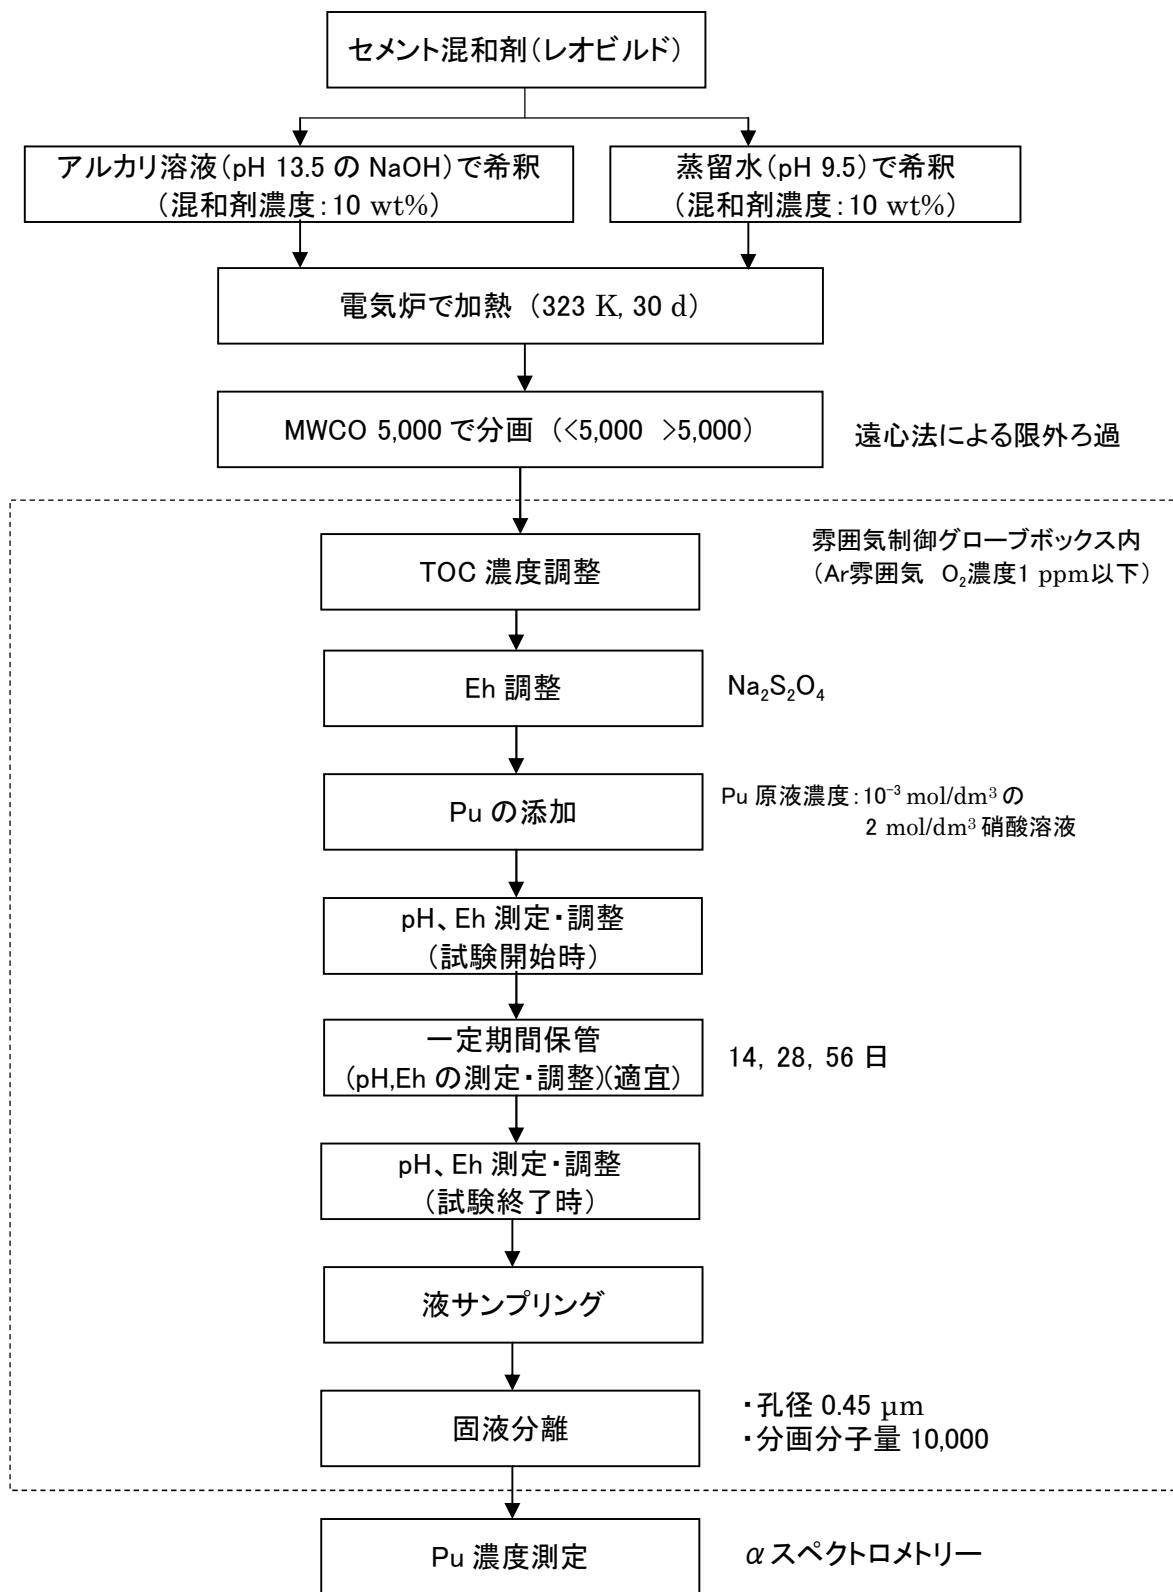 セメント混和剤(レオビルド)
アルカリ溶液(pH 13.5 の NaOH)で希釈
(混和剤濃度:10 wt%)
蒸留水(pH 9.5)で希釈
(混和剤濃度:10 wt%)
電気炉で加熱 (323 K, 30 d)
MWCO 5,000 で分画 (<5,000 >5,000)
遠心法による限外ろ過
雰囲気制御グローブボックス内
(Ar雰囲気 O₂濃度1 ppm以下)
TOC 濃度調整
Eh 調整
Na₂S₂O₄
Pu の添加
Pu 原液濃度:10⁻³ mol/dm³ の
2 mol/dm³ 硝酸溶液
pH、Eh 測定・調整
(試験開始時)
一定期間保管
(pH,Eh の測定・調整)(適宜)
14, 28, 56 日
pH、Eh 測定・調整
(試験終了時)
液サンプリング
固液分離
・孔径 0.45 μm
・分画分子量 10,000
Pu 濃度測定
αスペクトロメトリー